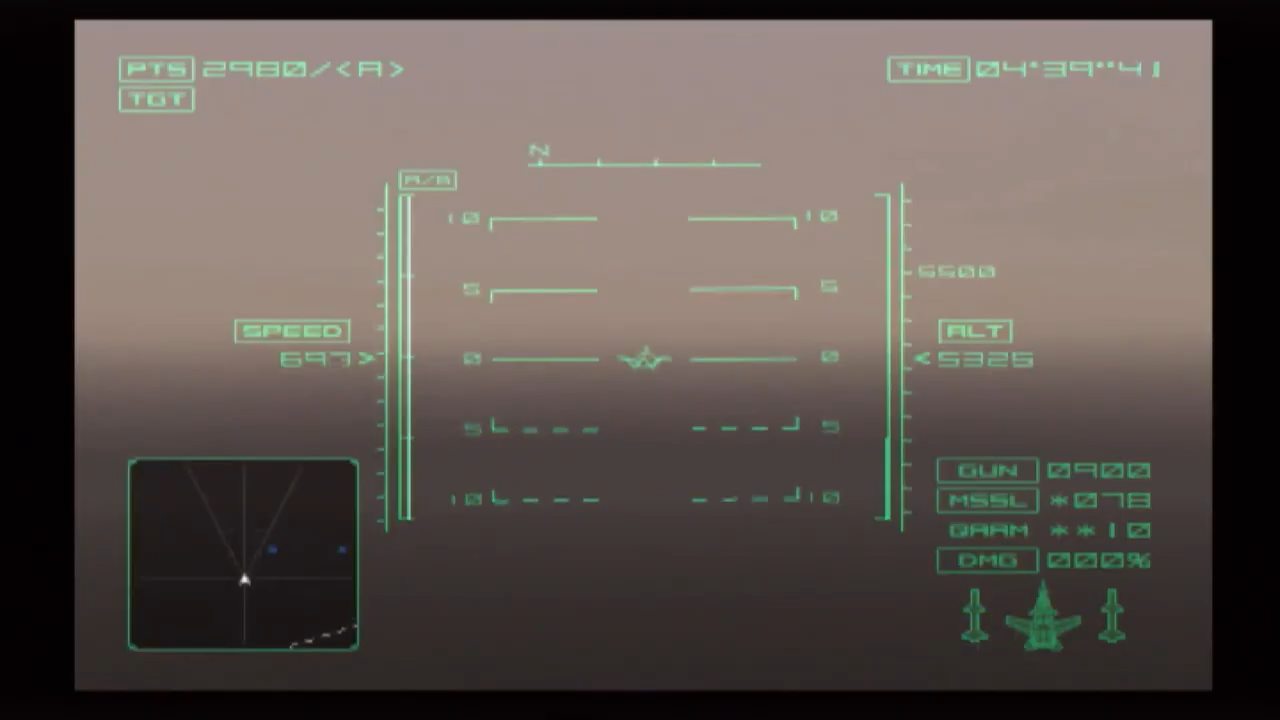 PTS 2980/<A>
TIME 04"39""41
TGT
N
A/B
10 10
5500
5 5
SPEED
ALT
697> 0 0 <5325
5 5
GUN 0900
MSSL *078
10 10
QAAM **10
DMG 000%